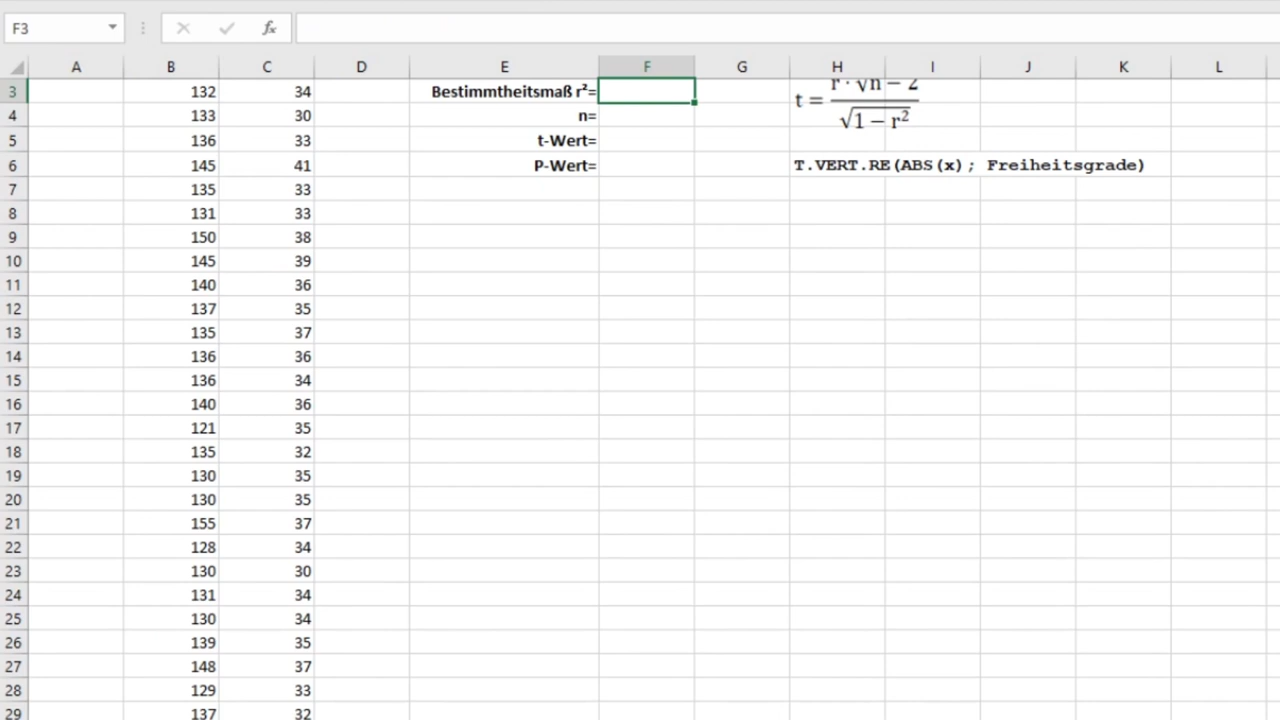 F3
fx
A B C D E F G H I J K L
3 132 34 Bestimmtheitsmaß r²=
t = r · √n − 2 / √1 − r²
4 133 30 n=
5 136 33 t-Wert=
6 145 41 P-Wert= T.VERT.RE(ABS(x); Freiheitsgrade)
7 135 33
8 131 33
9 150 38
10 145 39
11 140 36
12 137 35
13 135 37
14 136 36
15 136 34
16 140 36
17 121 35
18 135 32
19 130 35
20 130 35
21 155 37
22 128 34
23 130 30
24 131 34
25 130 34
26 139 35
27 148 37
28 129 33
29 137 32